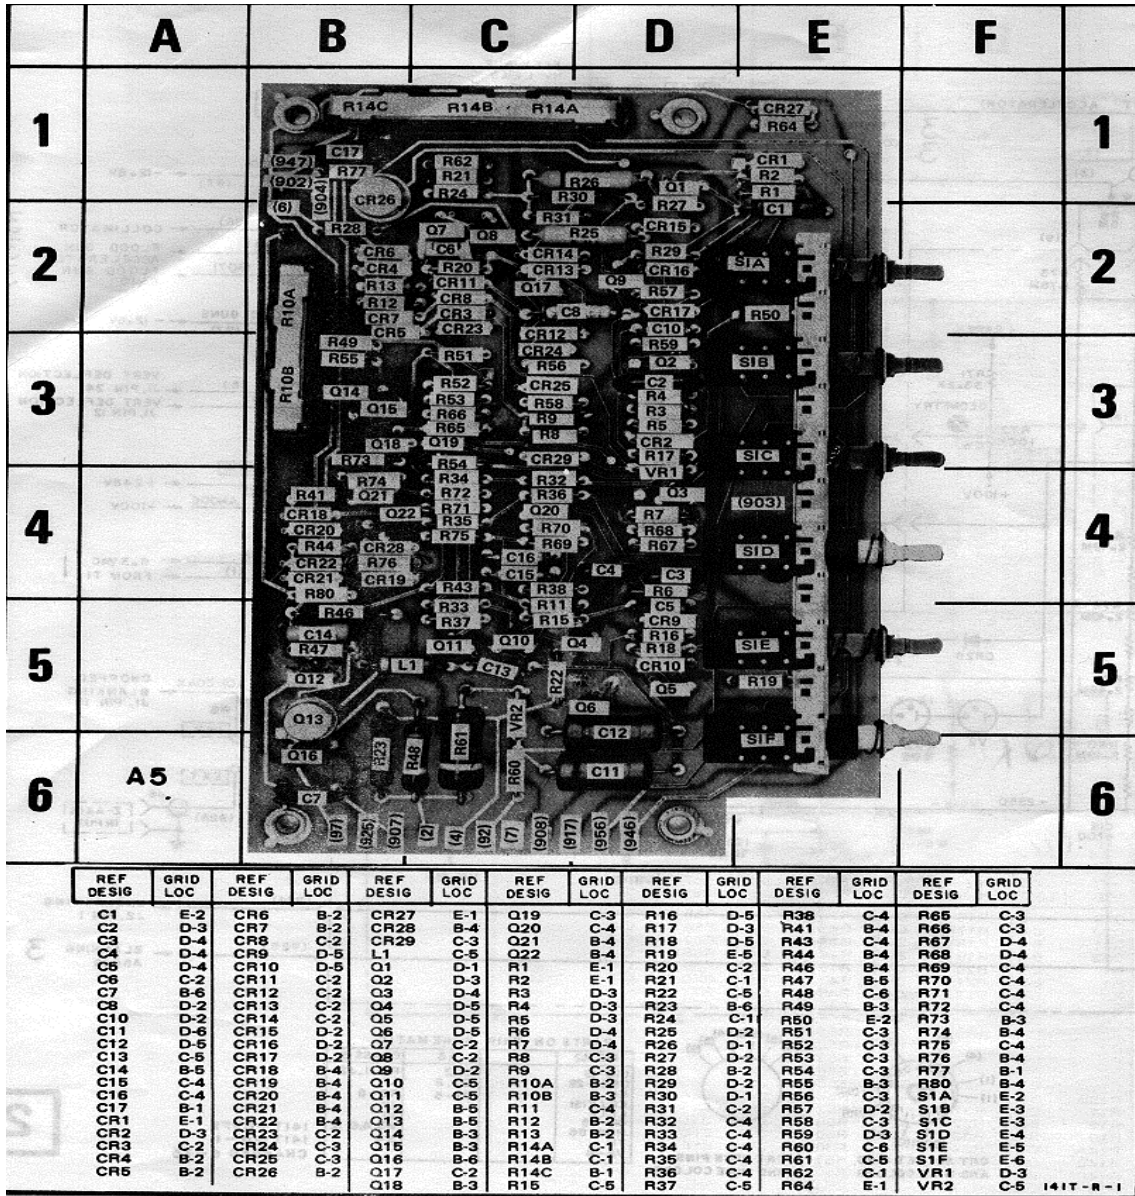 A B C D E F
1 1
R14C R14B R14A CR27
R64
C17 R62 CR1
(947) R77 R21 R2
(902) (904) CR26 R24 R26 Q1 R1
(6) R30 R27 C1
2 2
R28 Q7 Q8 R31 R25 CR15
CR6 C6 CR14 R29 S1A
CR4 R20 CR13 CR16
R13 CR11 Q17 Q9 R57
R10A R12 CR8 C8 CR17 R50
CR7 CR3 C10
CR5 CR23 CR12 R59
3 3
R49 R51 CR24 Q2 S1B
R55 R56
R10B R52 CR25 C2
Q14 R53 R58 R4
Q15 R66 R9 R3
R65 R8 R5
Q18 Q19 CR2
R73 R54 CR29 R17 S1C
VR1
4 4
R74 R34 R32
R41 Q21 R72 R36 Q3 (903)
CR18 Q22 R71 Q20 R7
CR20 R35 R70 R68
R44 CR28 R75 R69 R67 S1D
CR22 R76 C16
CR21 CR19 C15 C4 C3
R80 R43 R38 R6
5 5
R46 R33 R11 C5
R37 R15 CR9
C14 R16
R47 Q11 Q10 Q4 R18 S1E
L1 C13 CR10
Q12 R22 Q5 R19
Q13 VR2 Q6
C12 S1F
6 6
A5 Q16 R23 R48 R61 R60 C11
C7
(97) (926) (907) (2) (4) (92) (7) (908) (917) (956) (946)
REF DESIG GRID LOC REF DESIG GRID LOC REF DESIG GRID LOC REF DESIG GRID LOC REF DESIG GRID LOC REF DESIG GRID LOC REF DESIG GRID LOC
C1 E-2 CR6 B-2 CR27 E-1 Q19 C-3 R16 D-5 R38 C-4 R65 C-3
C2 D-3 CR7 B-2 CR28 B-4 Q20 C-4 R17 D-3 R41 B-4 R66 C-3
C3 D-4 CR8 C-2 CR29 C-3 Q21 B-4 R18 D-5 R43 C-4 R67 D-4
C4 D-4 CR9 D-5 L1 C-5 Q22 B-4 R19 E-5 R44 B-4 R68 D-4
C5 D-4 CR10 D-5 Q1 D-1 R1 E-1 R20 C-2 R46 B-4 R69 C-4
C6 C-2 CR11 C-2 Q2 D-3 R2 E-1 R21 C-1 R47 B-5 R70 C-4
C7 B-6 CR12 C-2 Q3 D-4 R3 D-3 R22 C-5 R48 C-6 R71 C-4
C8 D-2 CR13 C-2 Q4 D-5 R4 D-3 R23 B-6 R49 B-3 R72 C-4
C10 D-2 CR14 C-2 Q5 D-5 R5 D-3 R24 C-1 R50 E-2 R73 B-3
C11 D-6 CR15 D-2 Q6 D-5 R6 D-4 R25 D-2 R51 C-3 R74 B-4
C12 D-5 CR16 D-2 Q7 C-2 R7 D-4 R26 D-1 R52 C-3 R75 C-4
C13 C-5 CR17 D-2 Q8 C-2 R8 C-3 R27 D-2 R53 C-3 R76 B-4
C14 B-5 CR18 B-4 Q9 D-2 R9 C-3 R28 B-2 R54 C-3 R77 B-1
C15 C-4 CR19 B-4 Q10 C-5 R10A B-2 R29 D-2 R55 B-3 R80 B-4
C16 C-4 CR20 B-4 Q11 C-5 R10B B-3 R30 D-1 R56 C-3 S1A E-2
C17 B-1 CR21 B-4 Q12 B-5 R11 C-4 R31 C-2 R57 D-2 S1B E-3
CR1 E-1 CR22 B-4 Q13 B-5 R12 B-2 R32 C-4 R58 C-3 S1C E-3
CR2 D-3 CR23 C-2 Q14 B-3 R13 B-2 R33 C-4 R59 D-3 S1D E-4
CR3 C-2 CR24 C-3 Q15 B-3 R14A C-1 R34 C-4 R60 C-5 S1E E-5
CR4 B-2 CR25 C-3 Q16 B-6 R14B C-1 R35 C-4 R61 C-5 S1F E-6
CR5 B-2 CR26 B-2 Q17 C-2 R14C B-1 R36 C-4 R62 C-1 VR1 D-3
Q18 B-3 R15 C-5 R37 C-5 R64 E-1 VR2 C-5
141T-R-1